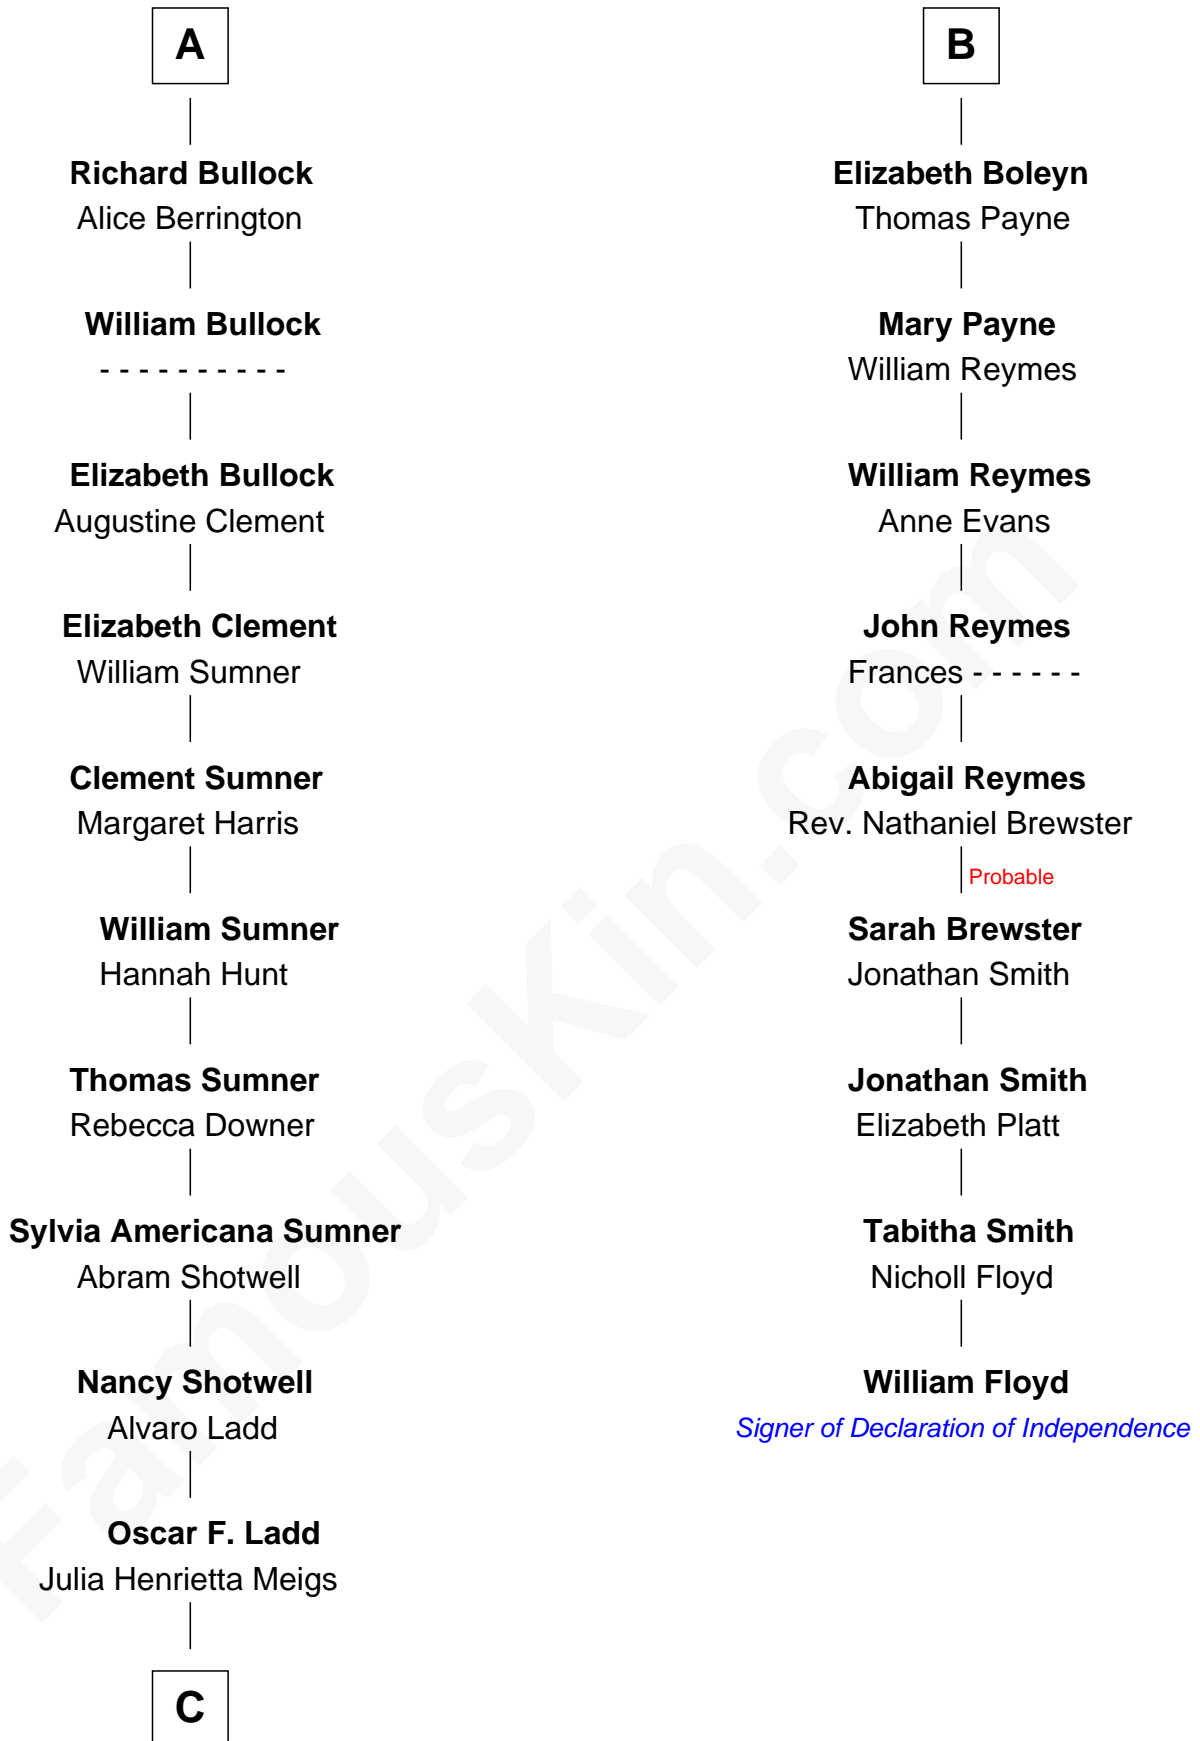 A
Richard Bullock
Alice Berrington
William Bullock
- - - - - - - - - -
Elizabeth Bullock
Augustine Clement
Elizabeth Clement
William Sumner
Clement Sumner
Margaret Harris
William Sumner
Hannah Hunt
Thomas Sumner
Rebecca Downer
Sylvia Americana Sumner
Abram Shotwell
Nancy Shotwell
Alvaro Ladd
Oscar F. Ladd
Julia Henrietta Meigs
C
B
Elizabeth Boleyn
Thomas Payne
Mary Payne
William Reymes
William Reymes
Anne Evans
John Reymes
Frances - - - - - -
Abigail Reymes
Rev. Nathaniel Brewster
Probable
Sarah Brewster
Jonathan Smith
Jonathan Smith
Elizabeth Platt
Tabitha Smith
Nicholl Floyd
William Floyd
Signer of Declaration of Independence
FamousKin.com